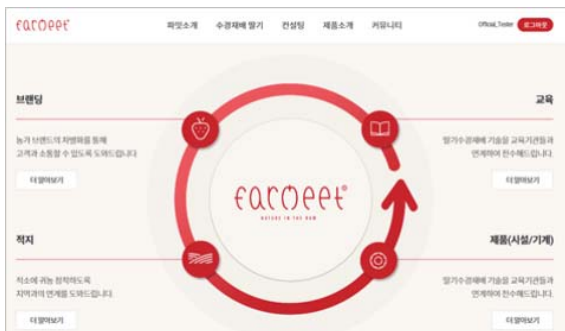 farmeet
파밋소개 수경재배 딸기 컨설팅 제품소개 커뮤니티
Official_Tester 로그아웃
브랜딩
농가 브랜드의 차별화를 통해
고객과 소통할 수 있도록 도와드립니다.
더 알아보기
교육
딸기수경재배 기술을 교육기관들과
연계하여 전수해드립니다.
더 알아보기
farmeet®
NATURE IN THE RAW
적지
적소에 귀농 정착하도록
지역과의 연계를 도와드립니다.
더 알아보기
제품(시설/기계)
딸기수경재배 기술을 교육기관들과
연계하여 전수해드립니다.
더 알아보기